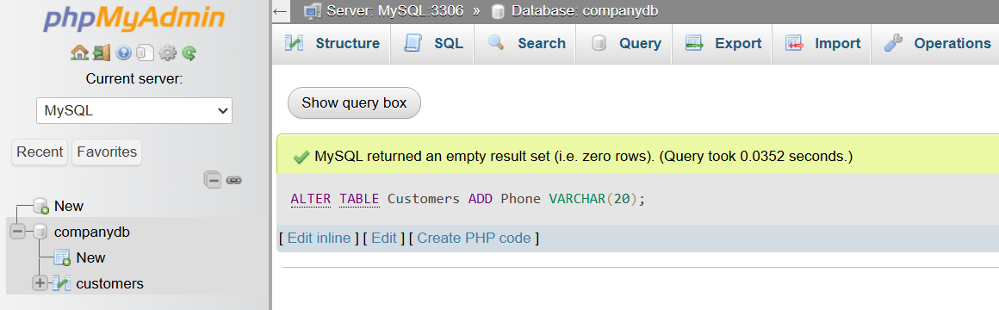 phpMyAdmin
Current server:
MySQL
Recent Favorites
New
companydb
New
customers
← Server: MySQL:3306 » Database: companydb
Structure SQL Search Query Export Import Operations
Show query box
MySQL returned an empty result set (i.e. zero rows). (Query took 0.0352 seconds.)
ALTER TABLE Customers ADD Phone VARCHAR(20);
[ Edit inline ] [ Edit ] [ Create PHP code ]